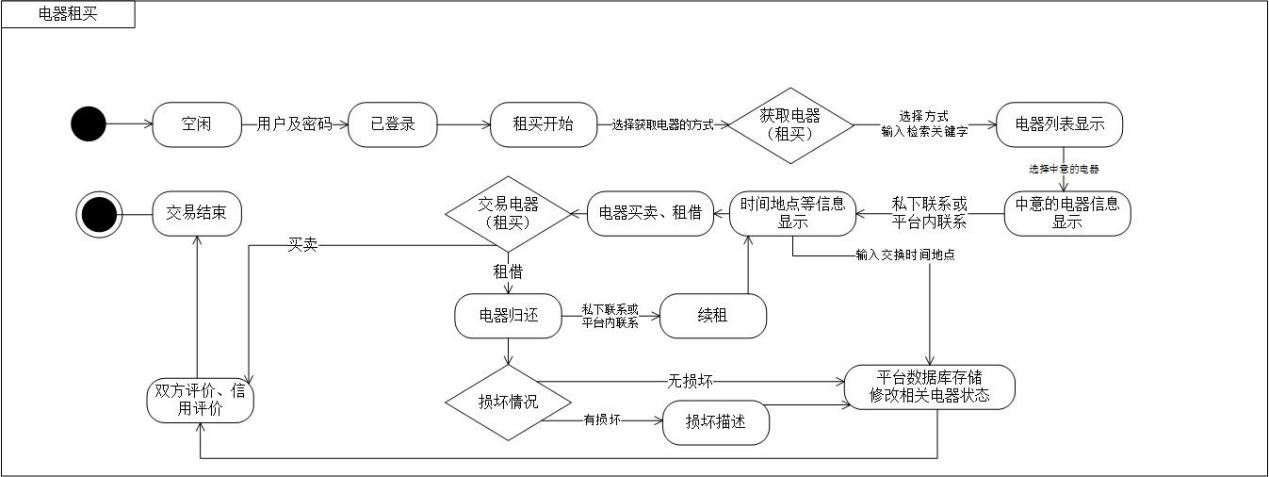 电器租买
空闲
用户及密码
已登录
租买开始
选择获取电器的方式
获取电器
（租买）
选择方式
输入检索关键字
电器列表显示
选择中意的电器
交易结束
交易电器
（租买）
电器买卖、租借
时间地点等信息
显示
私下联系或
平台内联系
中意的电器信息
显示
买卖
租借
输入交换时间地点
电器归还
私下联系或
平台内联系
续租
双方评价、信
用评价
损坏情况
无损坏
有损坏
损坏描述
平台数据库存储
修改相关电器状态